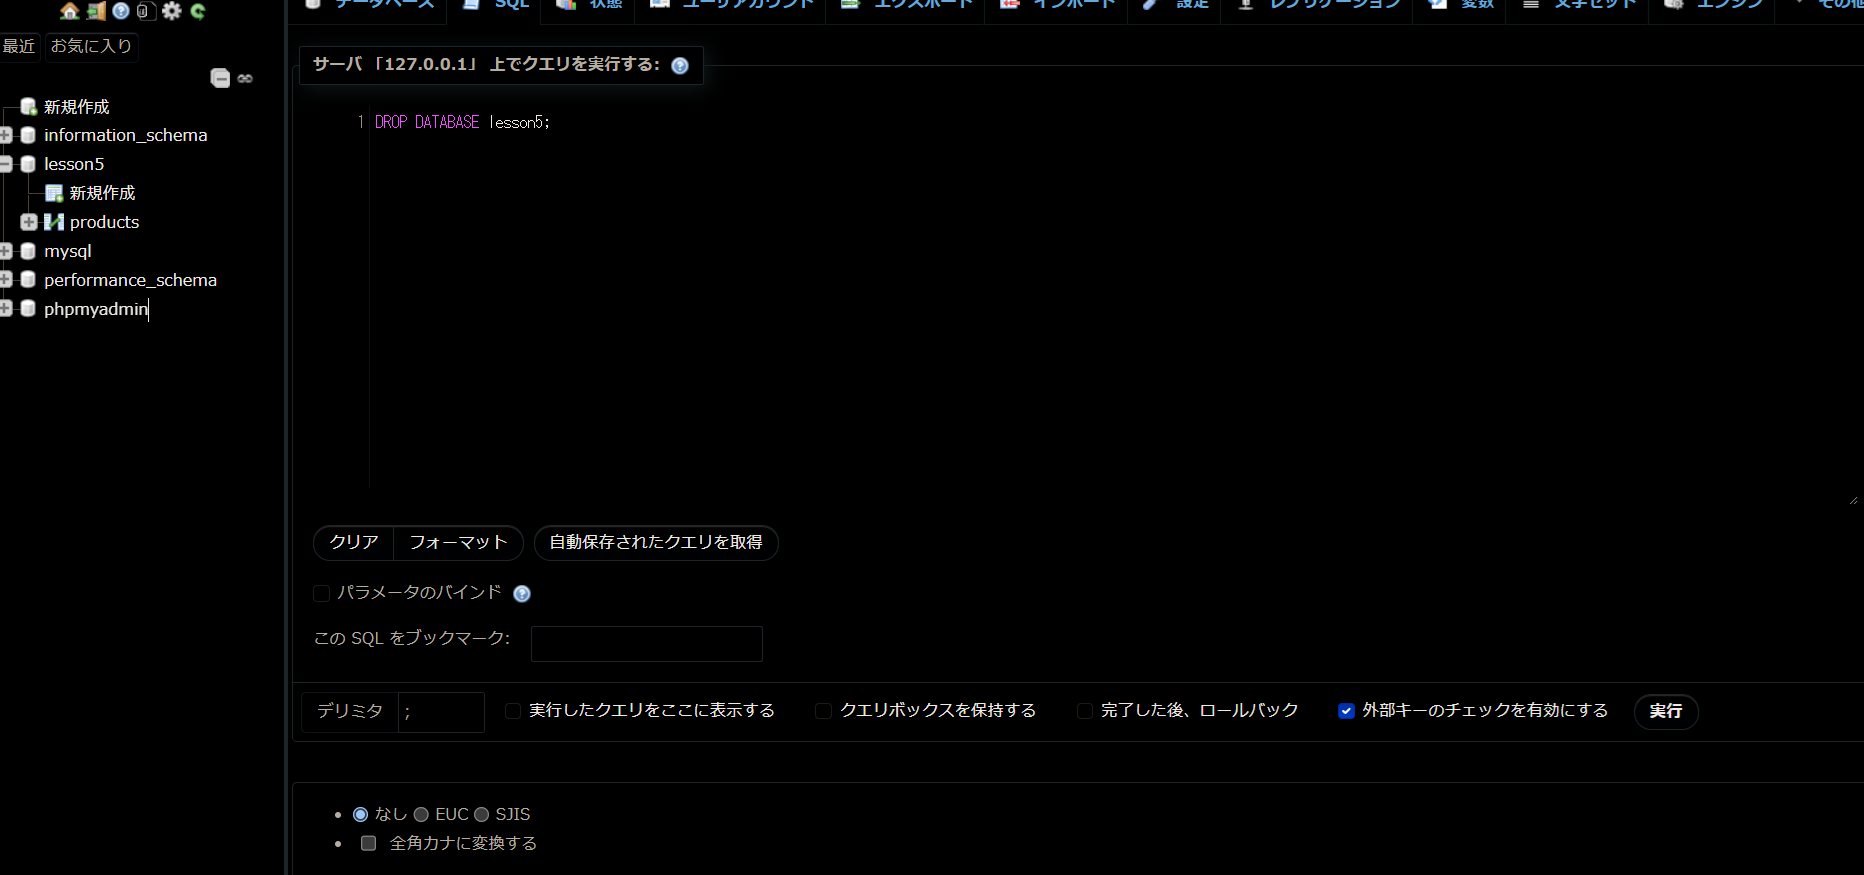 データベース SQL 状態 ユーザアカウント エクスポート インポート 設定 レプリケーション 変数 文字セット エンジン その他
最近 お気に入り
サーバ 「127.0.0.1」 上でクエリを実行する:
新規作成
information_schema
lesson5
新規作成
products
mysql
performance_schema
phpmyadmin
1 DROP DATABASE lesson5;
クリア フォーマット 自動保存されたクエリを取得
パラメータのバインド
この SQL をブックマーク:
デリミタ ; 実行したクエリをここに表示する クエリボックスを保持する 完了した後、ロールバック 外部キーのチェックを有効にする 実行
なし EUC SJIS
全角カナに変換する